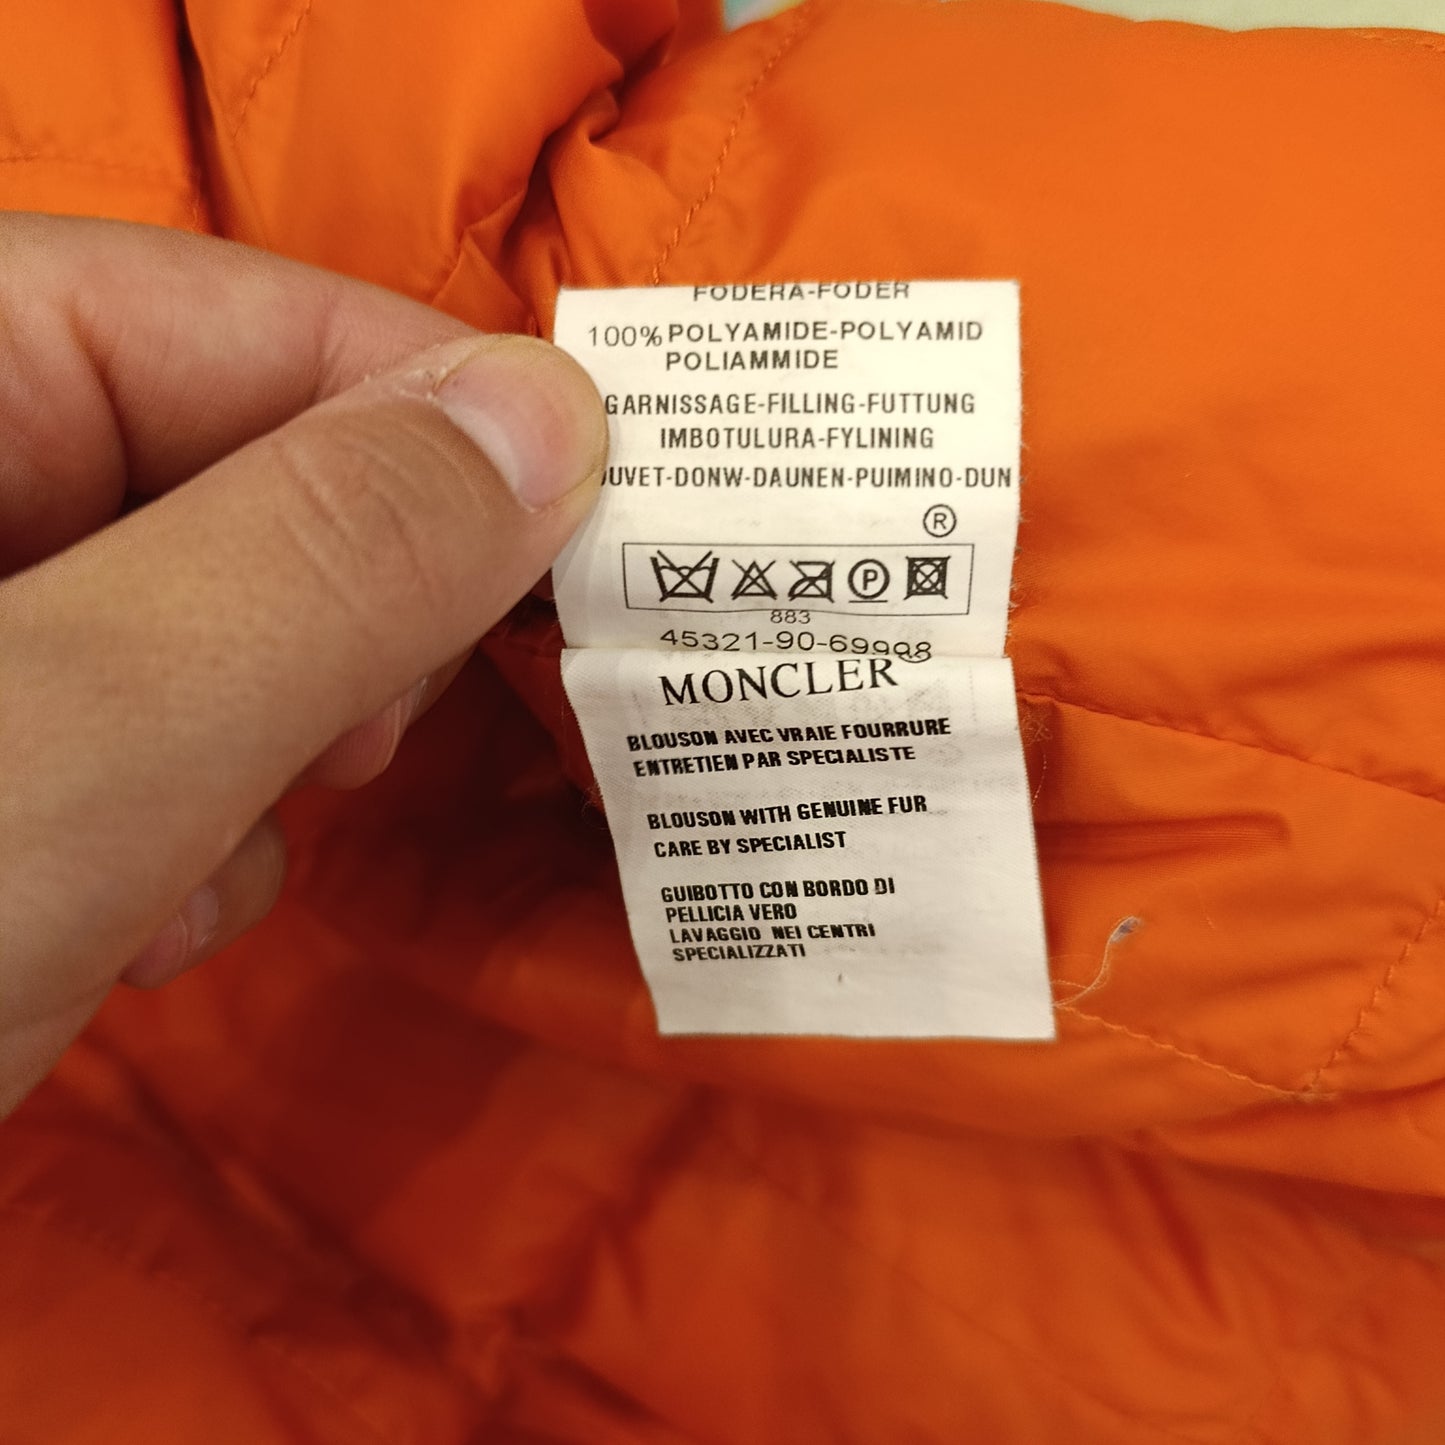 FODERA-FODER
100% POLYAMIDE-POLYAMID
POLIAMMIDE
GARNISSAGE-FILLING-FUTTUNG
IMBOTULURA-FYLINING
UVET-DONW-DAUNEN-PUIMINO-DUN
®
P
883
45321-90-69998
MONCLER
BLOUSON AVEC VRAIE FOURRURE
ENTRETIEN PAR SPECIALISTE
BLOUSON WITH GENUINE FUR
CARE BY SPECIALIST
GUIBOTTO CON BORDO DI
PELLICIA VERO
LAVAGGIO NEI CENTRI
SPECIALIZZATI